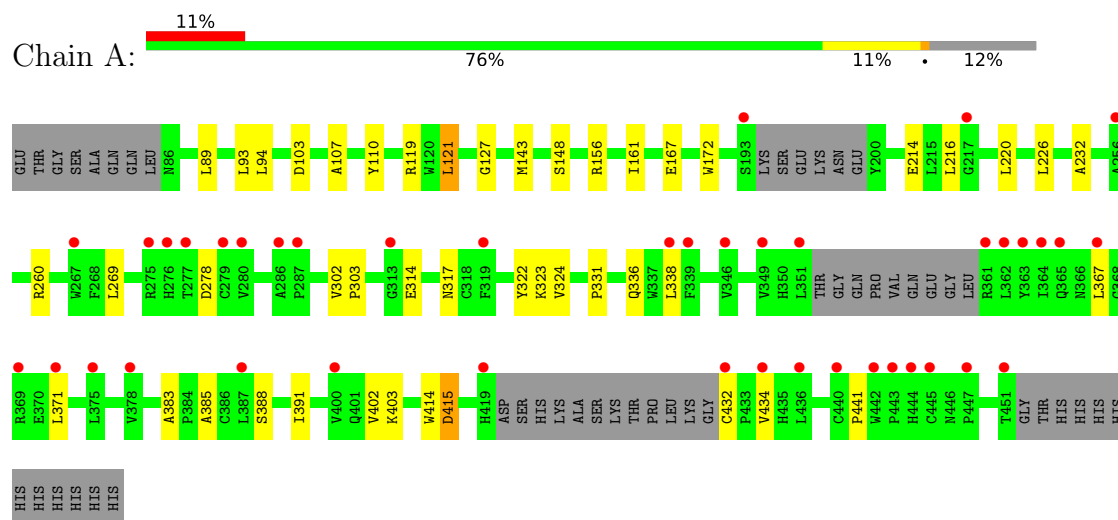 11%
Chain A:
76% 11% • 12%
GLU THR GLY SER ALA GLN GLN LEU N86 L89 L93 L94 D103 A107 Y110 R119 W120 L121 G127 M143 S148 R156 I161 E167 W172 S193 LYS SER GLU LYS ASN GLU Y200 E214 L215 L216 G217 L220 L226 A232 A256
R260 W267 F268 L269 R275 H276 T277 D278 C279 V280 A286 P287 V302 P303 G313 E314 N317 C318 F319 Y322 K323 V324 P331 Q336 W337 L338 F339 V346 V349 H350 L351 THR GLY GLN PRO VAL GLN GLU GLY LEU R361 L362 Y363 I364 Q365 N366 L367 C368
R369 E370 L371 L375 V378 A383 P384 A385 C386 L387 S388 I391 V400 Q401 V402 K403 W414 D415 H419 ASP SER HIS LYS ALA SER LYS THR PRO LEU LYS GLY C432 P433 V434 H435 L436 C440 P441 W442 P443 H444 C445 N446 P447 T451 GLY THR HIS HIS HIS HIS
HIS HIS HIS HIS HIS HIS